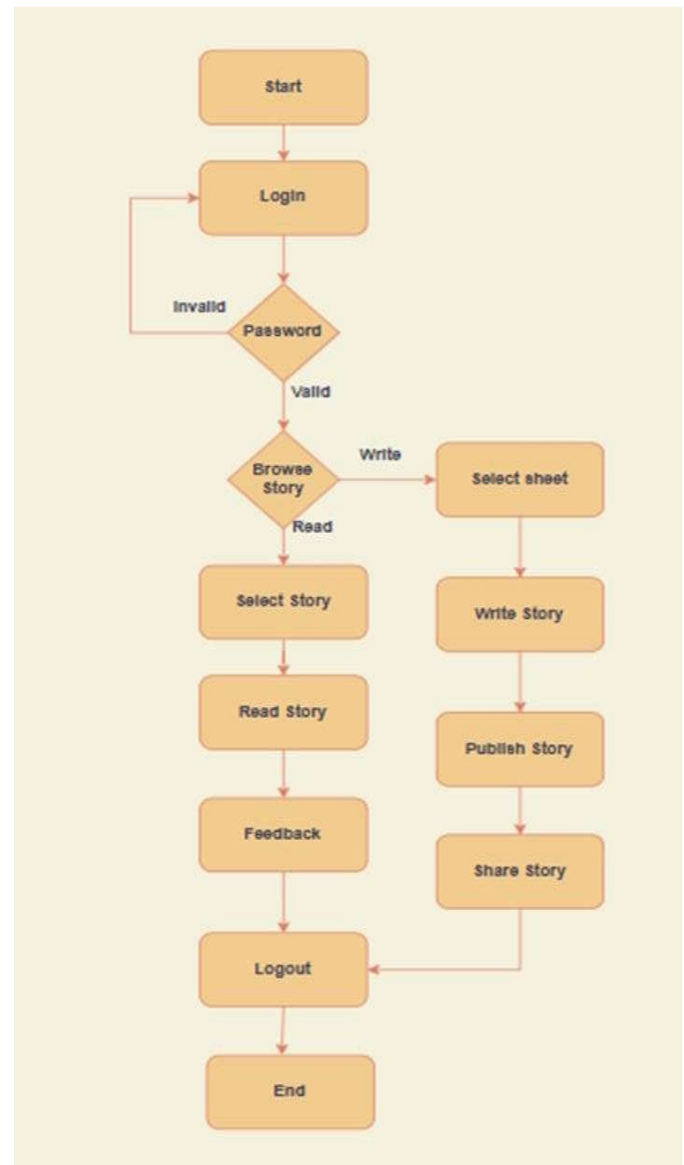 Start
Login
Invalid
Password
Valid
Browse
Story
Write
Select sheet
Read
Select Story
Write Story
Read Story
Publish Story
Feedback
Share Story
Logout
End